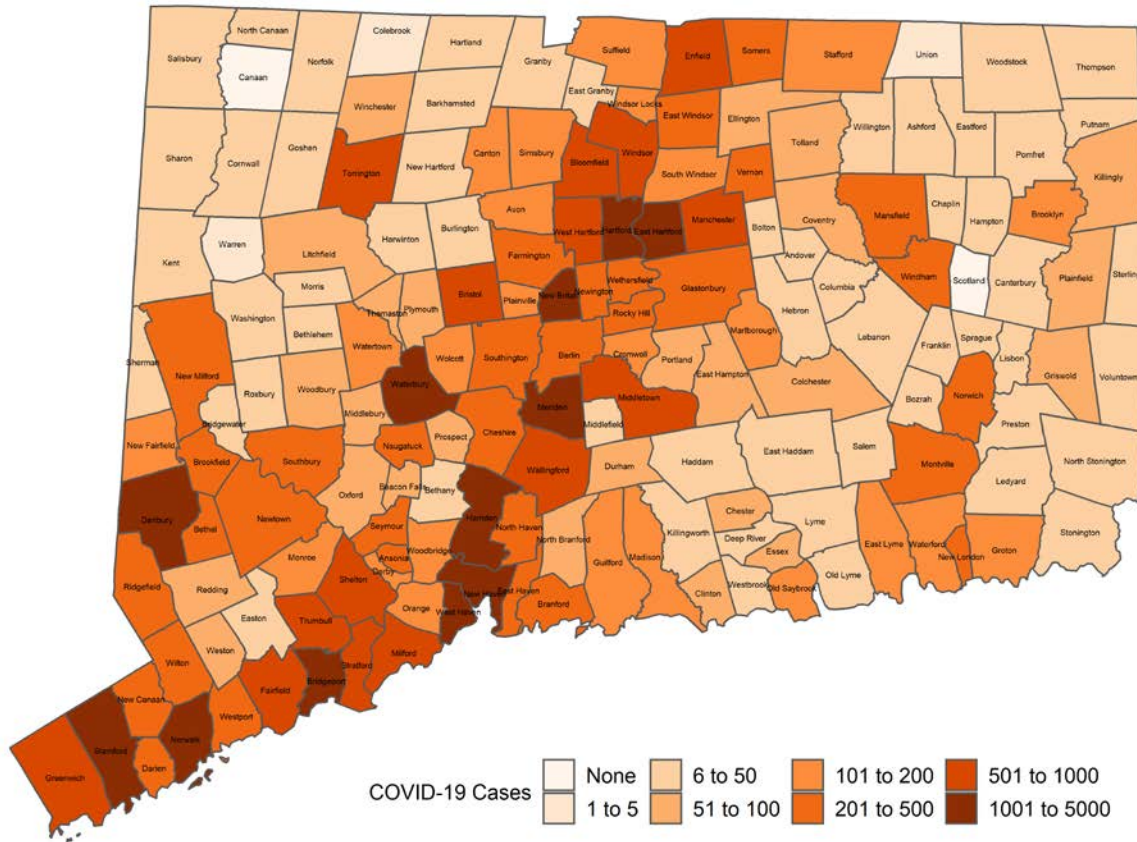 North Canaan
Colebrook
Hartland
Suffield
Enfield
Somers
Stafford
Union
Woodstock
Thompson
Salisbury
Canaan
Norfolk
Granby
East Granby
Winchester
Barkhamsted
Windsor Locks
East Windsor
Ellington
Willington
Ashford
Eastford
Putnam
Sharon
Cornwall
Goshen
Torrington
New Hartford
Canton
Simsbury
Bloomfield
Windsor
South Windsor
Vernon
Tolland
Pomfret
Killingly
Kent
Warren
Litchfield
Harwinton
Burlington
Avon
West Hartford
Hartford
East Hartford
Manchester
Bolton
Coventry
Mansfield
Chaplin
Hampton
Brooklyn
Andover
Farmington
Morris
Washington
Bethlehem
Thomaston
Plymouth
Bristol
Plainville
New Britain
Newington
Wethersfield
Glastonbury
Hebron
Columbia
Windham
Scotland
Canterbury
Plainfield
Sterling
Sherman
New Milford
Roxbury
Woodbury
Watertown
Wolcott
Southington
Berlin
Rocky Hill
Cromwell
Portland
Marlborough
East Hampton
Lebanon
Franklin
Sprague
Lisbon
Griswold
Voluntown
Bridgewater
Waterbury
Middlebury
Meriden
Middletown
Middlefield
Colchester
Bozrah
Norwich
Preston
New Fairfield
Brookfield
Southbury
Naugatuck
Prospect
Cheshire
Wallingford
Durham
Haddam
East Haddam
Salem
Montville
North Stonington
Ledyard
Danbury
Bethel
Newtown
Oxford
Beacon Falls
Bethany
Hamden
North Haven
North Branford
Killingworth
Chester
Deep River
Essex
Lyme
Stonington
Ridgefield
Redding
Monroe
Seymour
Ansonia
Derby
Woodbridge
Guilford
Madison
Clinton
Westbrook
Old Saybrook
Old Lyme
East Lyme
Waterford
New London
Groton
Easton
Shelton
Orange
West Haven
New Haven
East Haven
Branford
Wilton
Weston
Trumbull
Stratford
Milford
New Canaan
Westport
Fairfield
Bridgeport
Greenwich
Stamford
Darien
Norwalk
COVID-19 Cases
None
6 to 50
101 to 200
501 to 1000
1 to 5
51 to 100
201 to 500
1001 to 5000